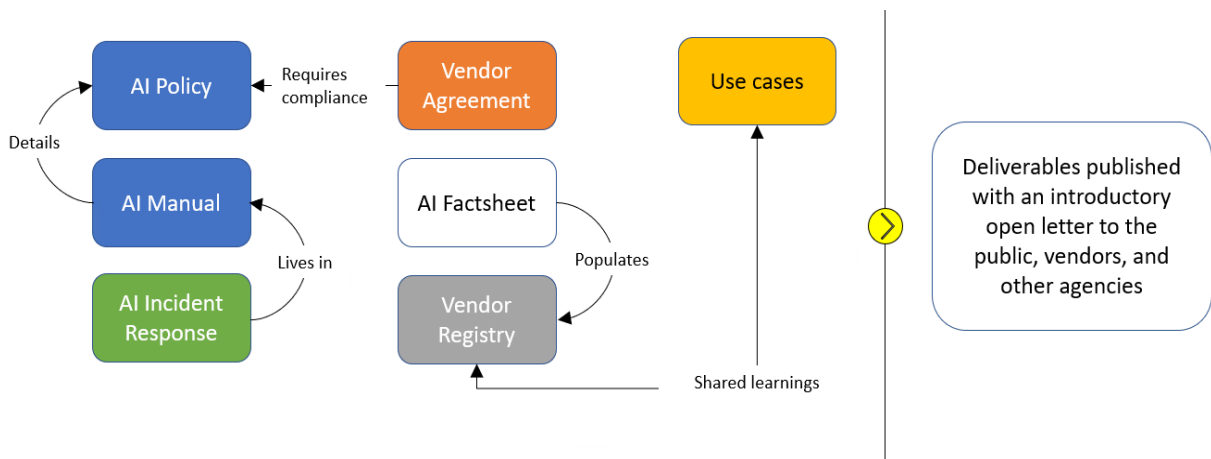 AI Policy
Requires
compliance
Vendor
Agreement
Use cases
Details
AI Manual
AI Factsheet
Lives in
Populates
AI Incident
Response
Vendor
Registry
Shared learnings
Deliverables published
with an introductory
open letter to the
public, vendors, and
other agencies